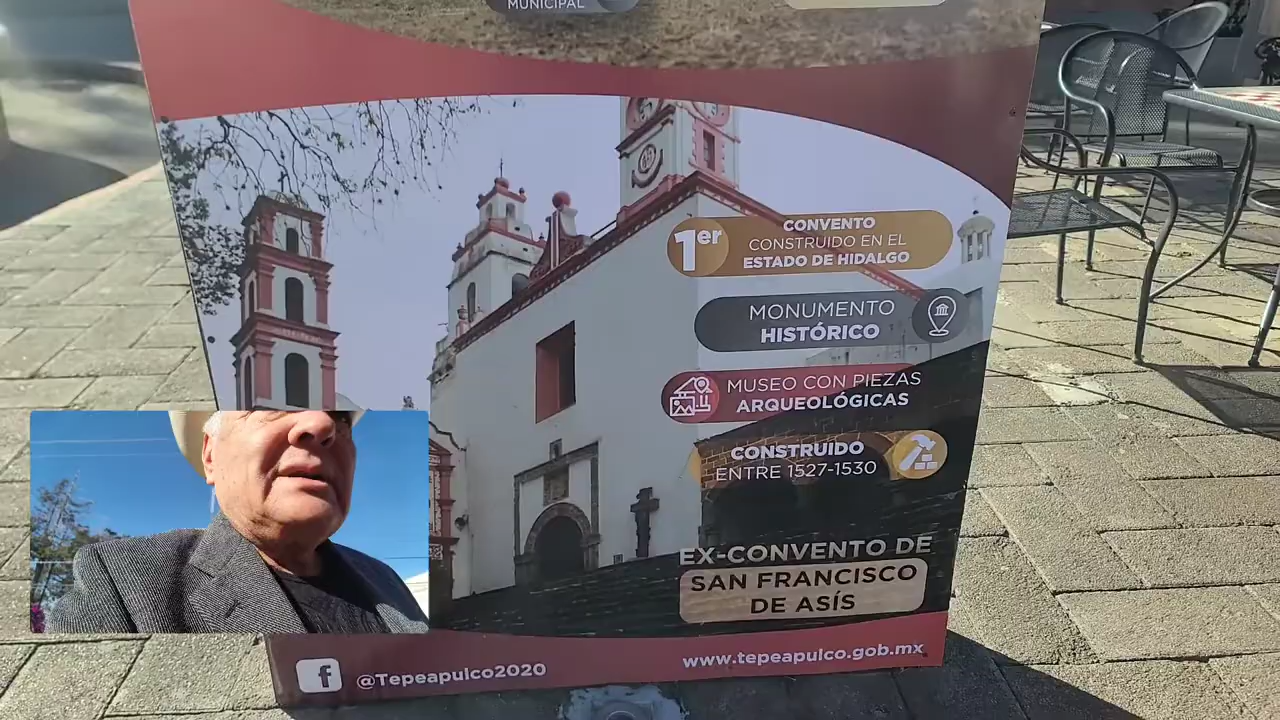 MUNICIPAL
1er
CONVENTO
CONSTRUIDO EN EL
ESTADO DE HIDALGO
MONUMENTO
HISTÓRICO
MUSEO CON PIEZAS
ARQUEOLÓGICAS
CONSTRUIDO
ENTRE 1527-1530
EX-CONVENTO DE
SAN FRANCISCO
DE ASÍS
f @Tepeapulco2020
www.tepeapulco.gob.mx